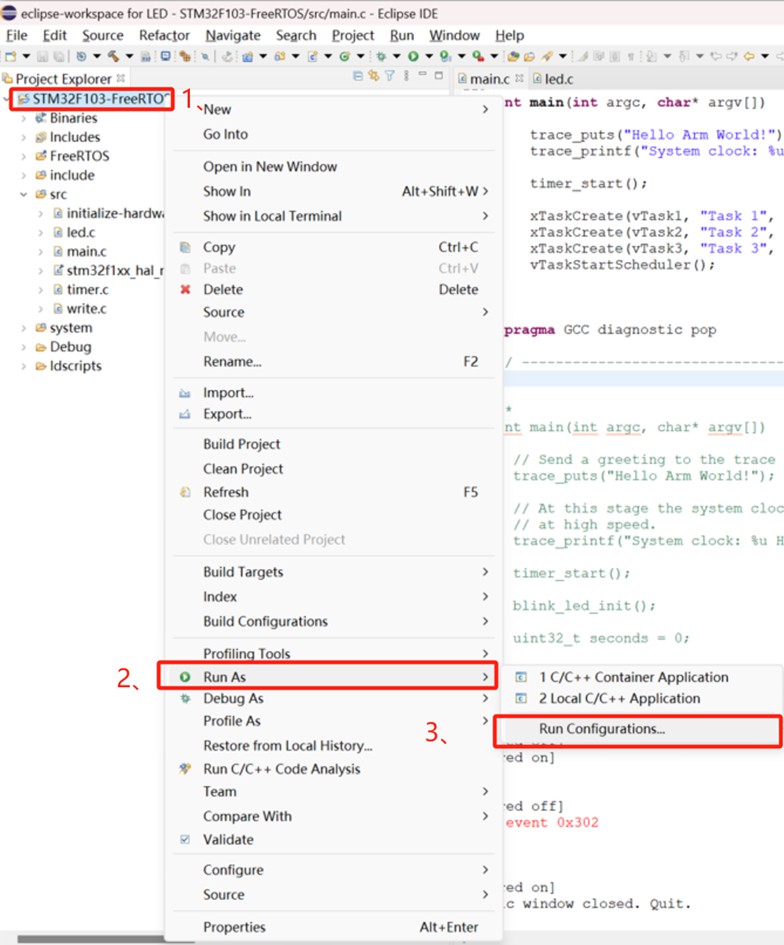 eclipse-workspace for LED - STM32F103-FreeRTOS/src/main.c - Eclipse IDE
File Edit Source Refactor Navigate Search Project Run Window Help
Project Explorer
main.c led.c
STM32F103-FreeRTO
1、
Binaries
Includes
FreeRTOS
include
src
initialize-hardw
led.c
main.c
stm32f1xx_hal_
timer.c
write.c
system
Debug
ldscripts
New
Go Into
Open in New Window
Show In Alt+Shift+W
Show in Local Terminal
Copy Ctrl+C
Paste Ctrl+V
Delete Delete
Source
Move...
Rename... F2
Import...
Export...
Build Project
Clean Project
Refresh F5
Close Project
Close Unrelated Project
Build Targets
Index
Build Configurations
Profiling Tools
2、
Run As
Debug As
Profile As
Restore from Local History...
Run C/C++ Code Analysis
Team
Compare With
Validate
Configure
Source
Properties Alt+Enter
1 C/C++ Container Application
2 Local C/C++ Application
3、
Run Configurations...
nt main(int argc, char* argv[])
trace_puts("Hello Arm World!")
trace_printf("System clock: %u
timer_start();
xTaskCreate(vTask1, "Task 1",
xTaskCreate(vTask2, "Task 2",
xTaskCreate(vTask3, "Task 3",
vTaskStartScheduler();
pragma GCC diagnostic pop
/ --------------------------------
*
nt main(int argc, char* argv[])
// Send a greeting to the trace
trace_puts("Hello Arm World!");
// At this stage the system cloc
// at high speed.
trace_printf("System clock: %u H
timer_start();
blink_led_init();
uint32_t seconds = 0;
ed on]
ed off]
event 0x302
ed on]
c window closed. Quit.